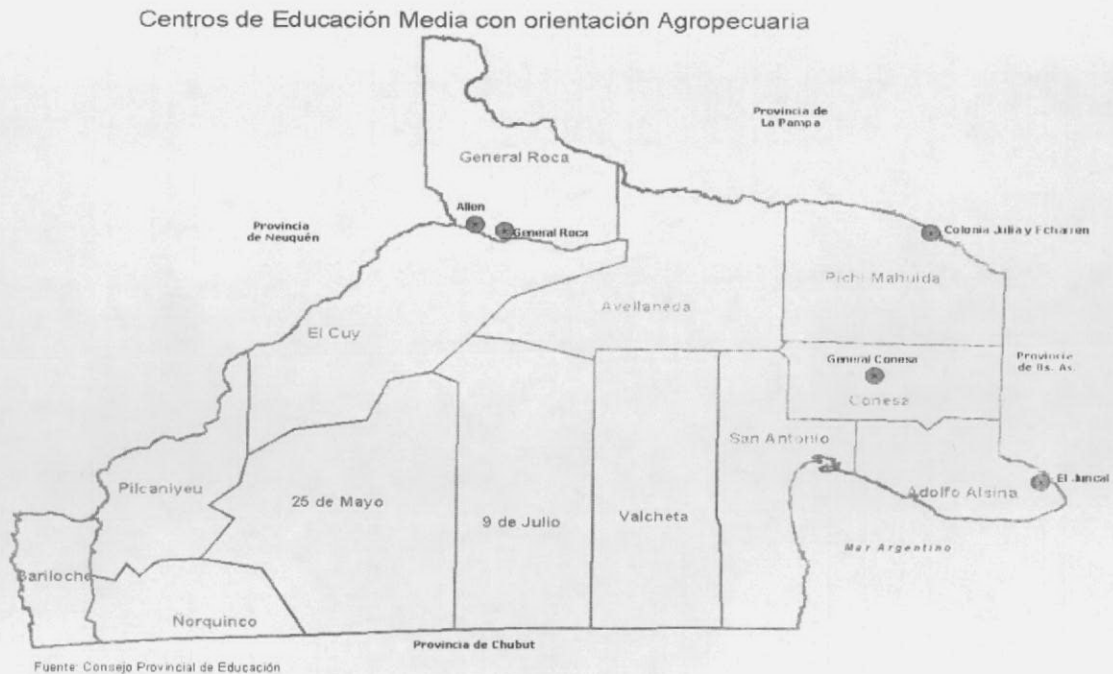 Centros de Educación Media con orientación Agropecuaria
Provincia de
La Pampa
General Roca
Allen
General Roca
Provincia
de Neuquén
Colonia Julia y Echarren
Pichi Mahuida
Avellaneda
El Cuy
General Conesa
Provincia
de Bs. As.
Conesa
San Antonio
Pilcaniyeu
25 de Mayo
9 de Julio
Valcheta
Adolfo Alsina
El Juncal
Mar Argentino
Bariloche
Ñorquinco
Provincia de Chubut
Fuente: Consejo Provincial de Educación